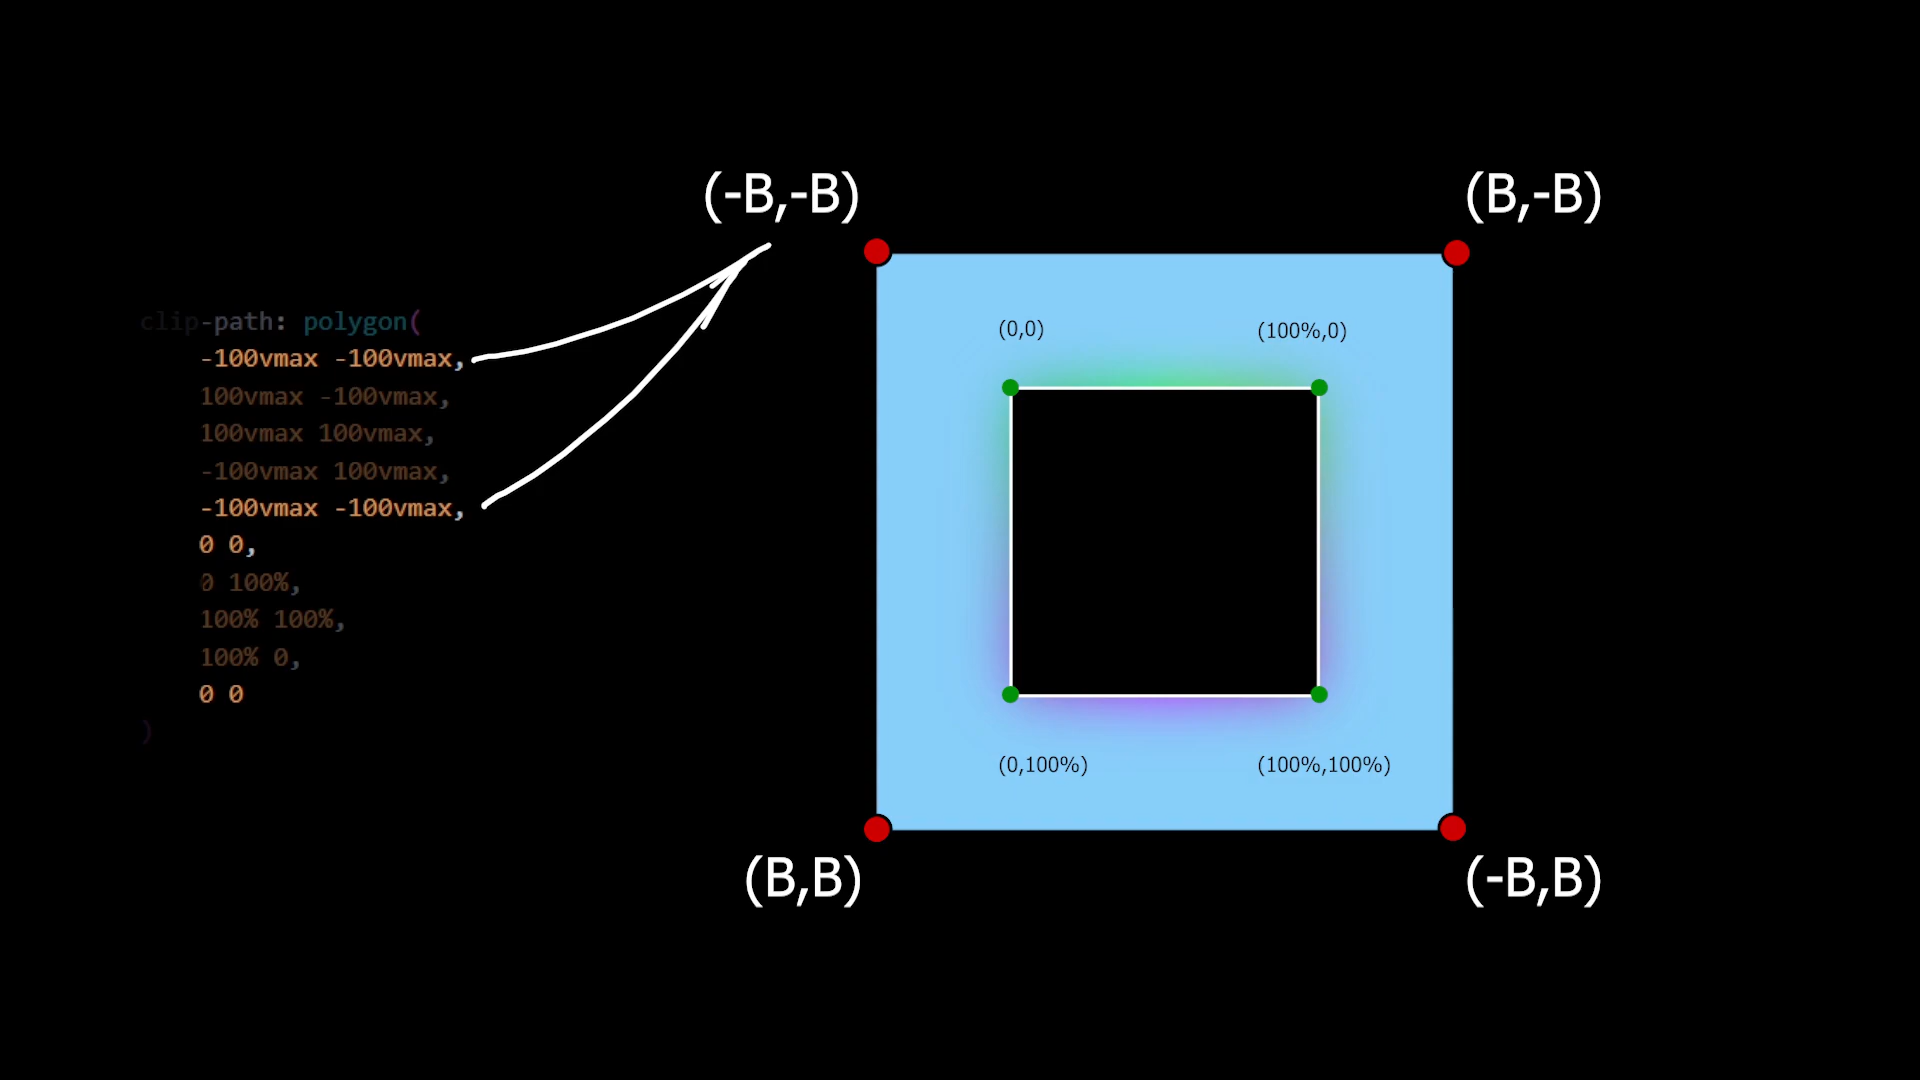 clip-path: polygon(
-100vmax -100vmax,
100vmax -100vmax,
100vmax 100vmax,
-100vmax 100vmax,
-100vmax -100vmax,
0 0,
0 100%,
100% 100%,
100% 0,
0 0
)
(-B,-B)
(B,-B)
(0,0)
(100%,0)
(0,100%)
(100%,100%)
(B,B)
(-B,B)